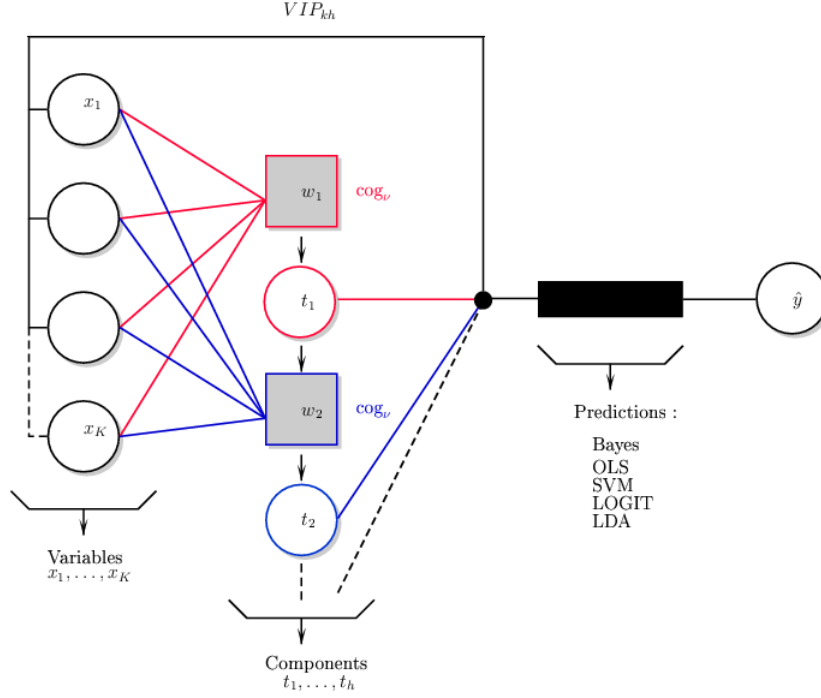 VIP_{kh}
x_1
w_1 cog_ν
t_1
ŷ
w_2 cog_ν
x_K
Predictions :
Bayes
OLS
SVM
LOGIT
LDA
t_2
Variables
x_1, . . . , x_K
Components
t_1, . . . , t_h